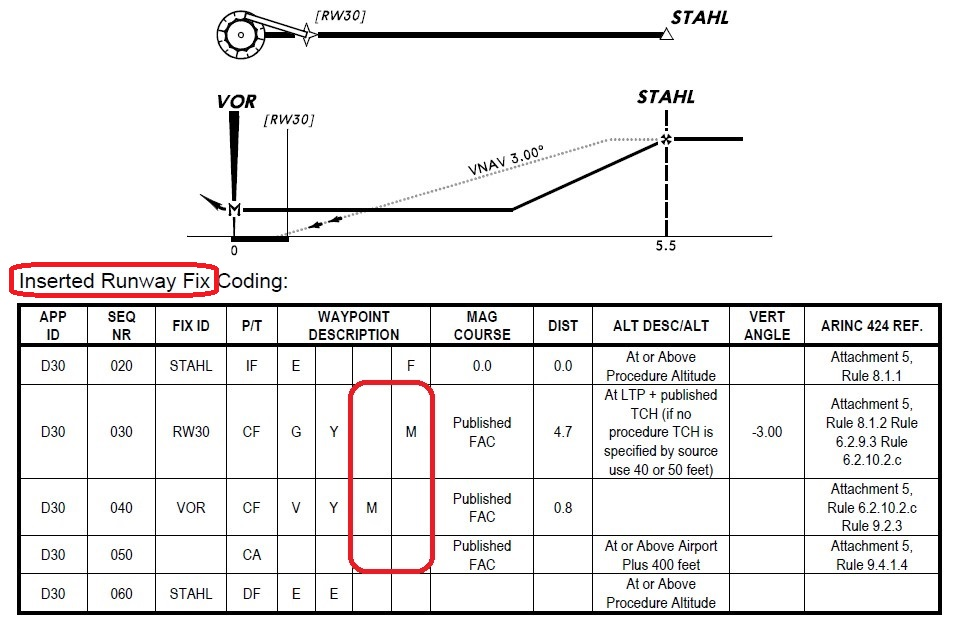 [RW30]
STAHL
VOR
[RW30]
STAHL
VNAV 3.00°
M
0
5.5
Inserted Runway Fix Coding:
APP ID SEQ NR FIX ID P/T WAYPOINT DESCRIPTION MAG COURSE DIST ALT DESC/ALT VERT ANGLE ARINC 424 REF.
D30 020 STAHL IF E F 0.0 0.0 At or Above Procedure Altitude Attachment 5, Rule 8.1.1
D30 030 RW30 CF G Y M Published FAC 4.7 At LTP + published TCH (if no procedure TCH is specified by source use 40 or 50 feet) -3.00 Attachment 5, Rule 8.1.2 Rule 6.2.9.3 Rule 6.2.10.2.c
D30 040 VOR CF V Y M Published FAC 0.8 Attachment 5, Rule 6.2.10.2.c Rule 9.2.3
D30 050 CA Published FAC At or Above Airport Plus 400 feet Attachment 5, Rule 9.4.1.4
D30 060 STAHL DF E E At or Above Procedure Altitude